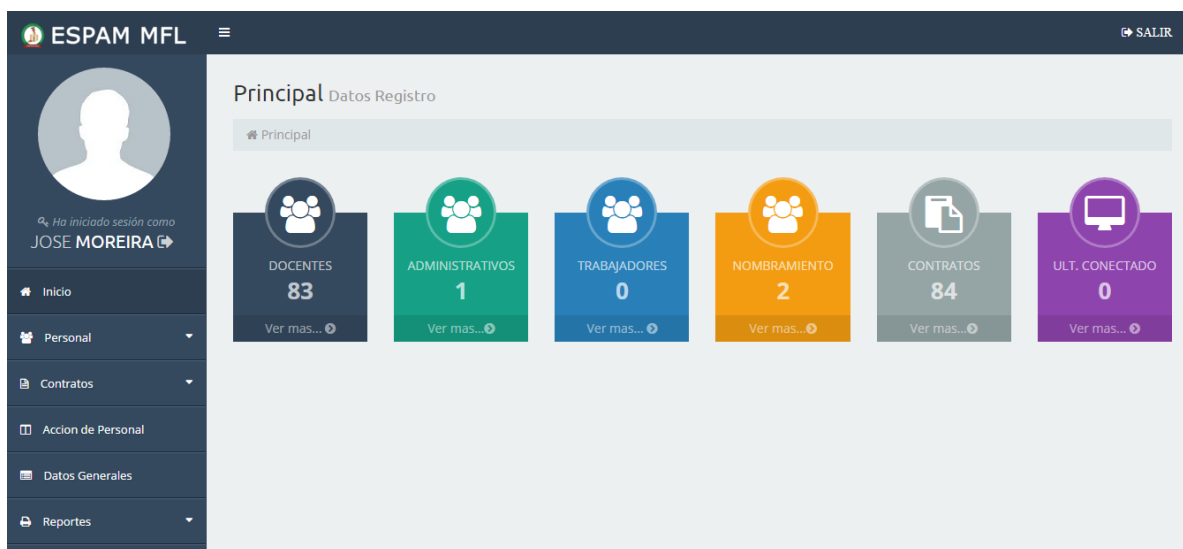 ESPAM MFL
SALIR
Ha iniciado sesión como
JOSE MOREIRA
Inicio
Personal
Contratos
Accion de Personal
Datos Generales
Reportes
Principal Datos Registro
Principal
DOCENTES
83
Ver mas...
ADMINISTRATIVOS
1
Ver mas...
TRABAJADORES
0
Ver mas...
NOMBRAMIENTO
2
Ver mas...
CONTRATOS
84
Ver mas...
ULT. CONECTADO
0
Ver mas...